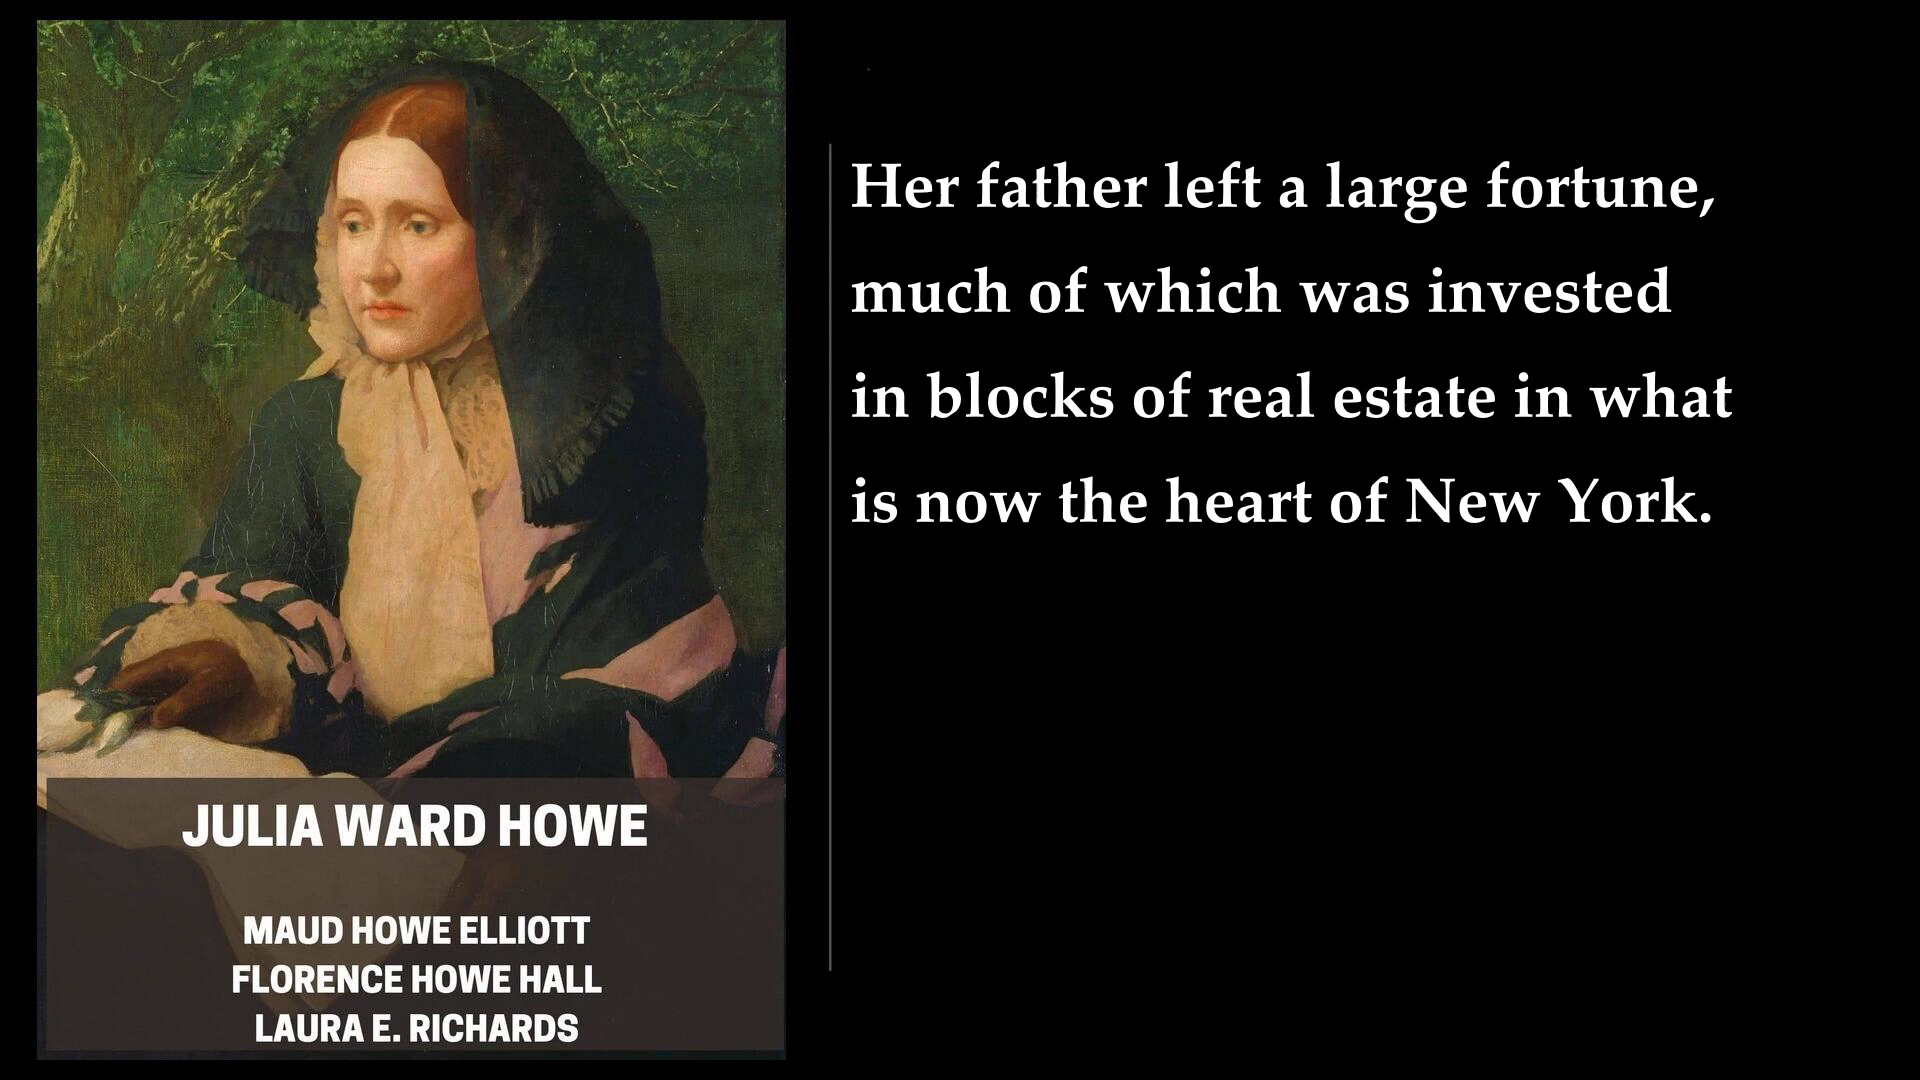 Her father left a large fortune,
much of which was invested
in blocks of real estate in what
is now the heart of New York.
JULIA WARD HOWE
MAUD HOWE ELLIOTT
FLORENCE HOWE HALL
LAURA E. RICHARDS